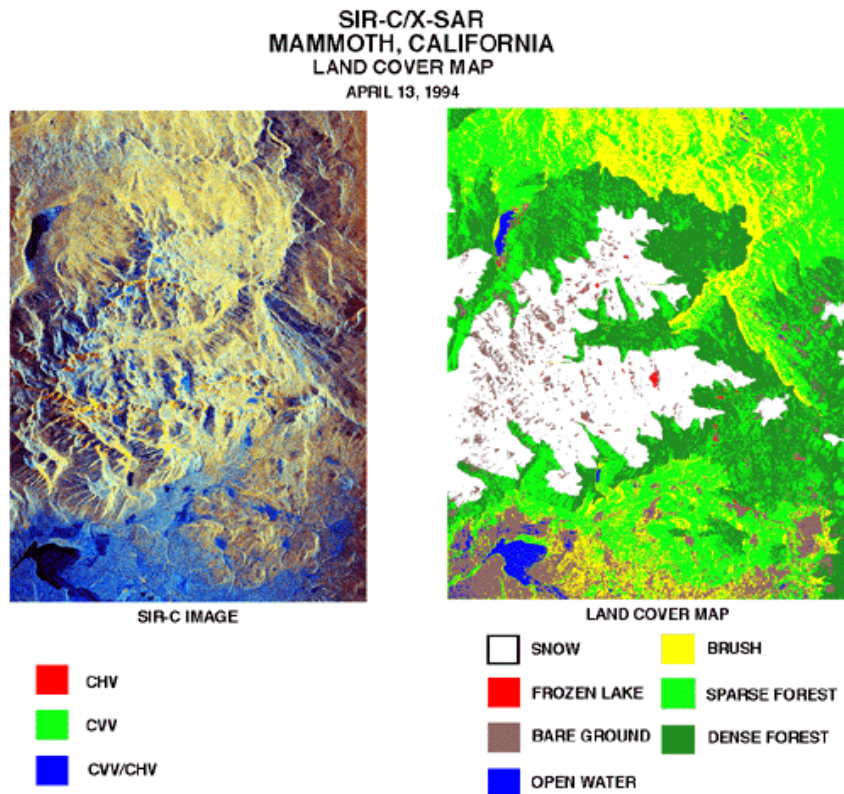 SIR-C/X-SAR
MAMMOTH, CALIFORNIA
LAND COVER MAP
APRIL 13, 1994
SIR-C IMAGE
CHV
CVV
CVV/CHV
LAND COVER MAP
SNOW
BRUSH
FROZEN LAKE
SPARSE FOREST
BARE GROUND
DENSE FOREST
OPEN WATER